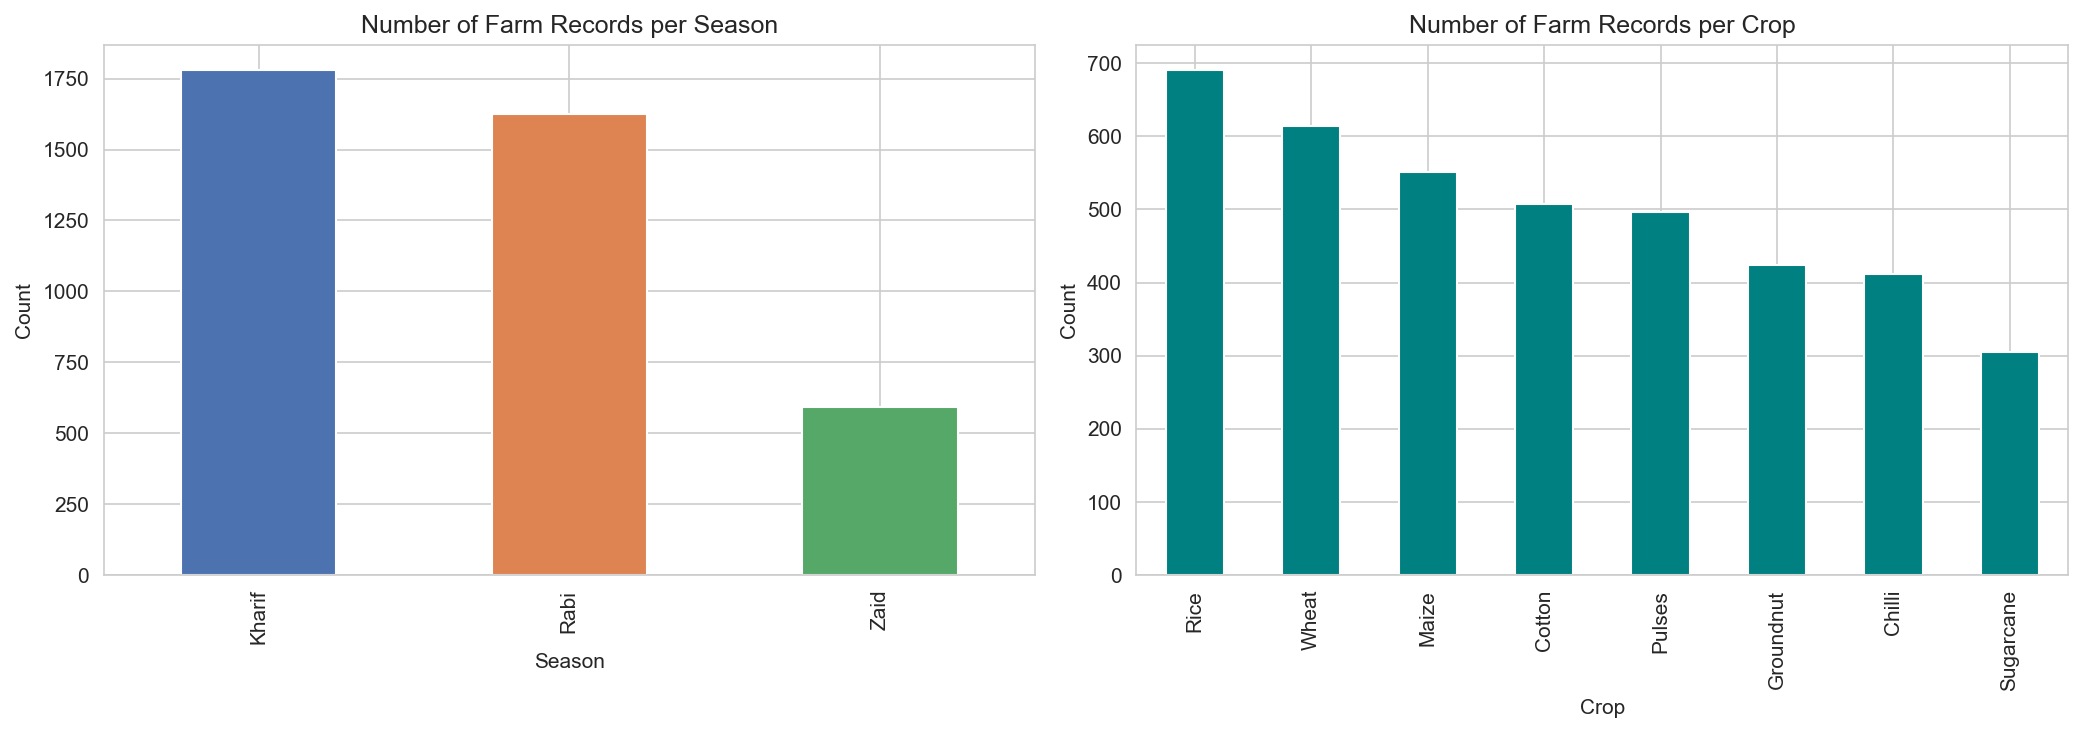 Number of Farm Records per Season
1750
1500
1250
1000
750
500
250
0
Count
Kharif
Rabi
Zaid
Season
Number of Farm Records per Crop
700
600
500
400
300
200
100
0
Count
Rice
Wheat
Maize
Cotton
Pulses
Groundnut
Chilli
Sugarcane
Crop